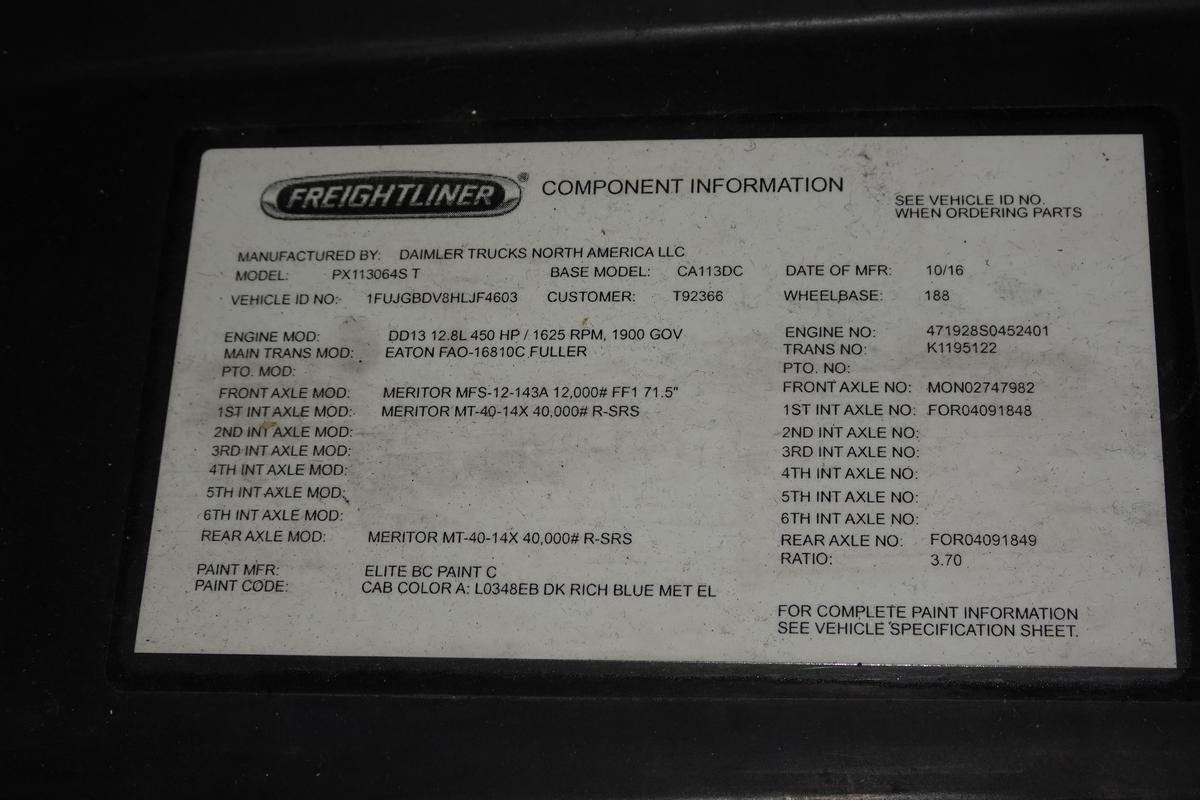 FREIGHTLINER® COMPONENT INFORMATION
SEE VEHICLE ID NO.
WHEN ORDERING PARTS
MANUFACTURED BY: DAIMLER TRUCKS NORTH AMERICA LLC
MODEL: PX113064S T BASE MODEL: CA113DC DATE OF MFR: 10/16
VEHICLE ID NO: 1FUJGBDV8HLJF4603 CUSTOMER: T92366 WHEELBASE: 188
ENGINE MOD: DD13 12.8L 450 HP / 1625 RPM, 1900 GOV ENGINE NO: 471928S0452401
MAIN TRANS MOD: EATON FAO-16810C FULLER TRANS NO: K1195122
PTO. MOD: PTO. NO:
FRONT AXLE MOD: MERITOR MFS-12-143A 12,000# FF1 71.5" FRONT AXLE NO: MON02747982
1ST INT AXLE MOD: MERITOR MT-40-14X 40,000# R-SRS 1ST INT AXLE NO: FOR04091848
2ND INT AXLE MOD: 2ND INT AXLE NO:
3RD INT AXLE MOD: 3RD INT AXLE NO:
4TH INT AXLE MOD: 4TH INT AXLE NO:
5TH INT AXLE MOD: 5TH INT AXLE NO:
6TH INT AXLE MOD: 6TH INT AXLE NO:
REAR AXLE MOD: MERITOR MT-40-14X 40,000# R-SRS REAR AXLE NO: FOR04091849
RATIO: 3.70
PAINT MFR: ELITE BC PAINT C
PAINT CODE: CAB COLOR A: L0348EB DK RICH BLUE MET EL
FOR COMPLETE PAINT INFORMATION
SEE VEHICLE SPECIFICATION SHEET.